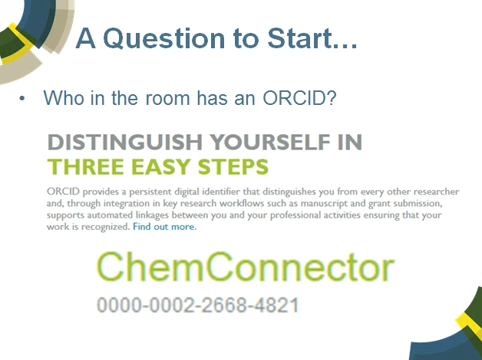 A Question to Start…
• Who in the room has an ORCID?
DISTINGUISH YOURSELF IN
THREE EASY STEPS
ORCID provides a persistent digital identifier that distinguishes you from every other researcher
and, through integration in key research workflows such as manuscript and grant submission,
supports automated linkages between you and your professional activities ensuring that your
work is recognized. Find out more.
ChemConnector
0000-0002-2668-4821